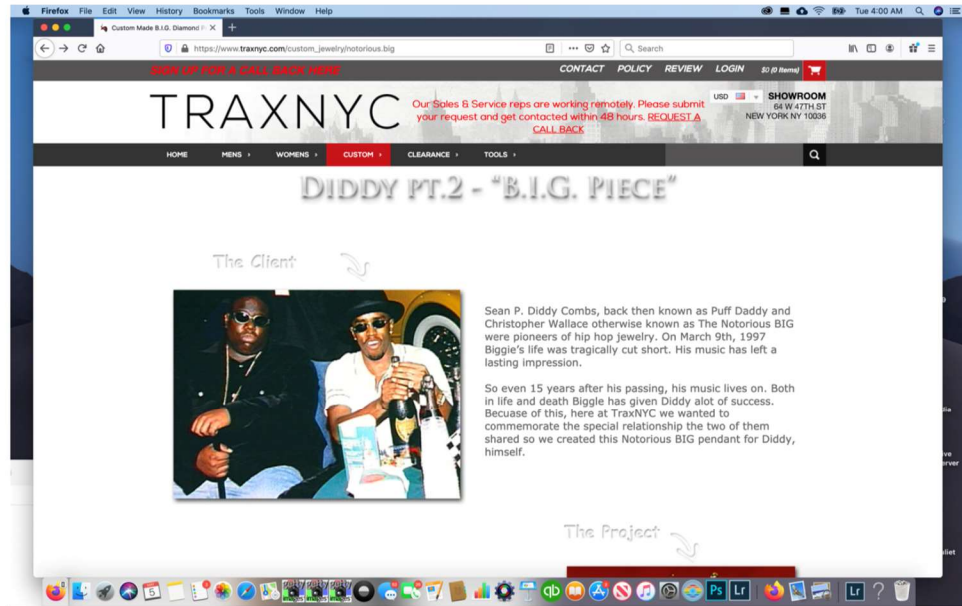 Firefox File Edit View History Bookmarks Tools Window Help
Tue 4:00 AM
Custom Made B.I.G. Diamond
https://www.traxnyc.com/custom_jewelry/notorious.big
Search
SIGN UP FOR A CALL BACK HERE
CONTACT POLICY REVIEW LOGIN $0 (0 Items)
TRAXNYC
Our Sales & Service reps are working remotely. Please submit
your request and get contacted within 48 hours. REQUEST A
CALL BACK
USD
SHOWROOM
64 W 47TH ST
NEW YORK NY 10036
HOME MENS WOMENS CUSTOM CLEARANCE TOOLS
DIDDY PT.2 - "B.I.G. PIECE"
The Client
Sean P. Diddy Combs, back then known as Puff Daddy and
Christopher Wallace otherwise known as The Notorious BIG
were pioneers of hip hop jewelry. On March 9th, 1997
Biggie's life was tragically cut short. His music has left a
lasting impression.
So even 15 years after his passing, his music lives on. Both
in life and death Biggle has given Diddy alot of success.
Becuase of this, here at TraxNYC we wanted to
commemorate the special relationship the two of them
shared so we created this Notorious BIG pendant for Diddy,
himself.
The Project
5
qb
Ps
Lr
Lr